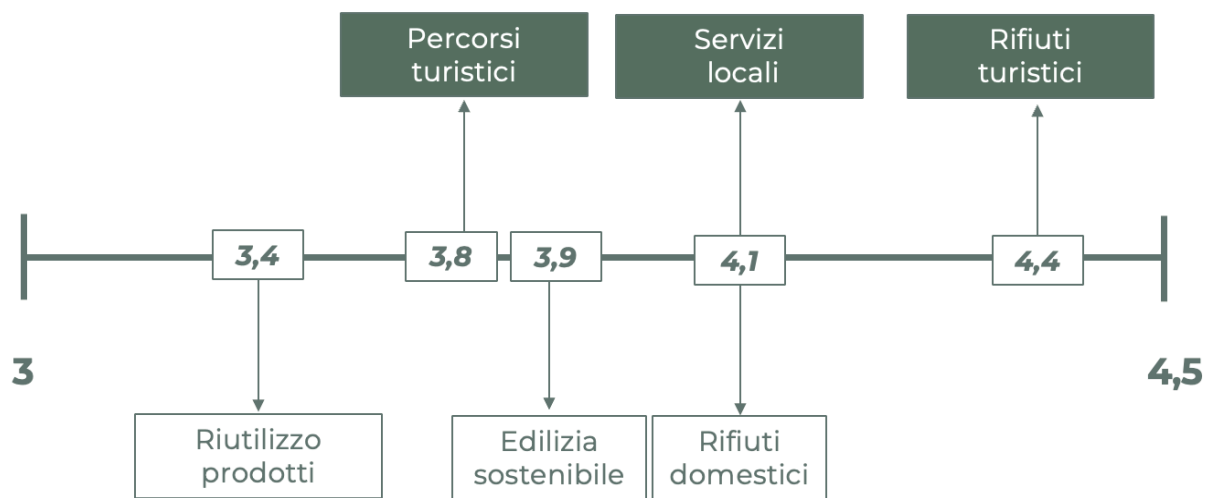 Percorsi
turistici
Servizi
locali
Rifiuti
turistici
3,4
3,8
3,9
4,1
4,4
3
4,5
Riutilizzo
prodotti
Edilizia
sostenibile
Rifiuti
domestici